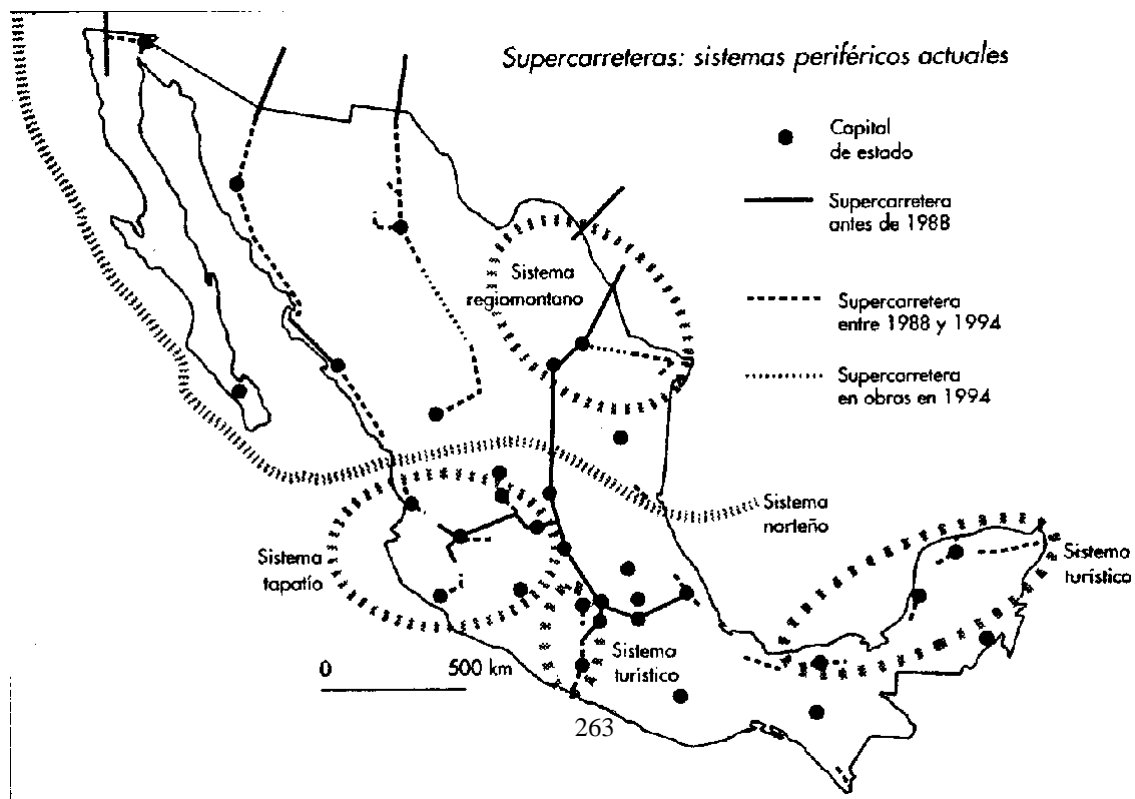 Supercarreteras: sistemas periféricos actuales
Capital
de estado
Supercarretera
antes de 1988
Supercarretera
entre 1988 y 1994
Supercarretera
en obras en 1994
Sistema
regiomontano
Sistema
norteño
Sistema
tapatío
Sistema
turístico
Sistema
turístico
0 500 km
263